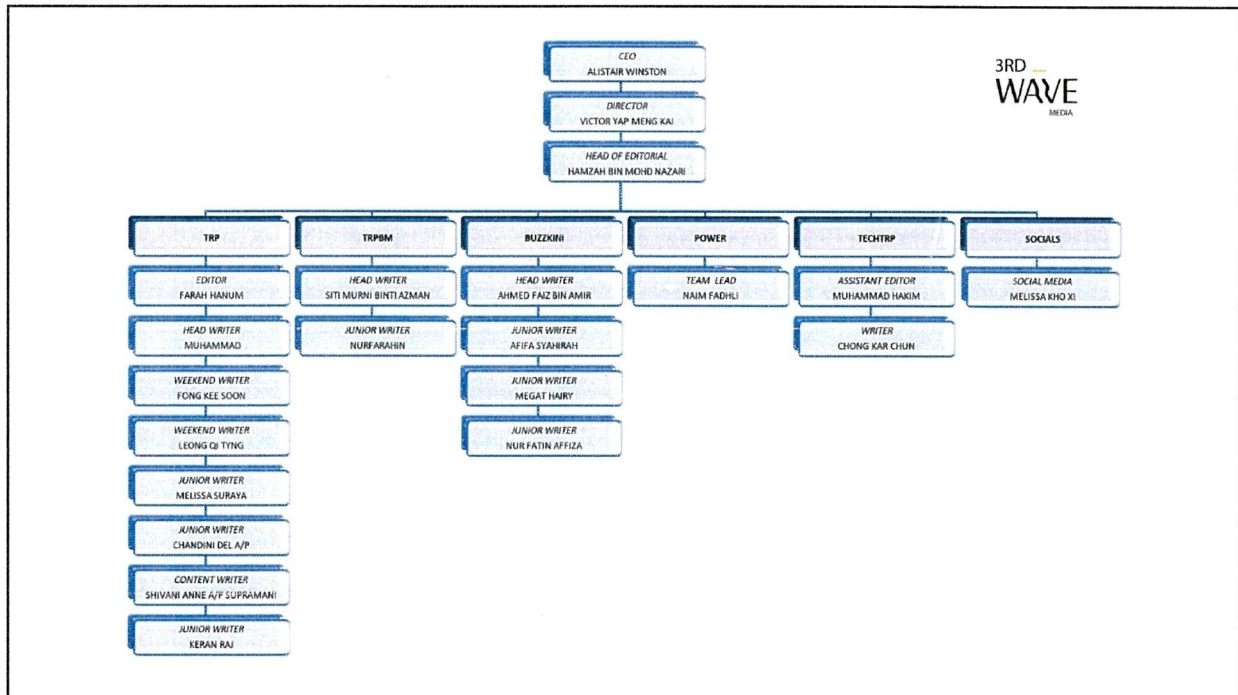 CEO
ALISTAIR WINSTON
3RD
WAVE
MEDIA
DIRECTOR
VICTOR YAP MENG KAI
HEAD OF EDITORIAL
HAMZAH BIN MOHD NAZARI
TRP
EDITOR
FARAH HANUM
HEAD WRITER
MUHAMMAD
WEEKEND WRITER
FONG KEE SOON
WEEKEND WRITER
LEONG QI TYNG
JUNIOR WRITER
MELISSA SURAYA
JUNIOR WRITER
CHANDINI DEL A/P
CONTENT WRITER
SHIVANI ANNE A/P SUPRAMANI
JUNIOR WRITER
KERAN RAJ
TRPBM
HEAD WRITER
SITI MURNI BINTI AZMAN
JUNIOR WRITER
NURFARAHIN
BUZZKINI
HEAD WRITER
AHMED FAIZ BIN AMIR
JUNIOR WRITER
AFIFA SYAHIRAH
JUNIOR WRITER
MEGAT HAIRY
JUNIOR WRITER
NUR FATIN AFFIZA
POWER
TEAM LEAD
NAIM FADHLI
TECHTRP
ASSISTANT EDITOR
MUHAMMAD HAKIM
WRITER
CHONG KAR CHUN
SOCIALS
SOCIAL MEDIA
MELISSA KHO XI